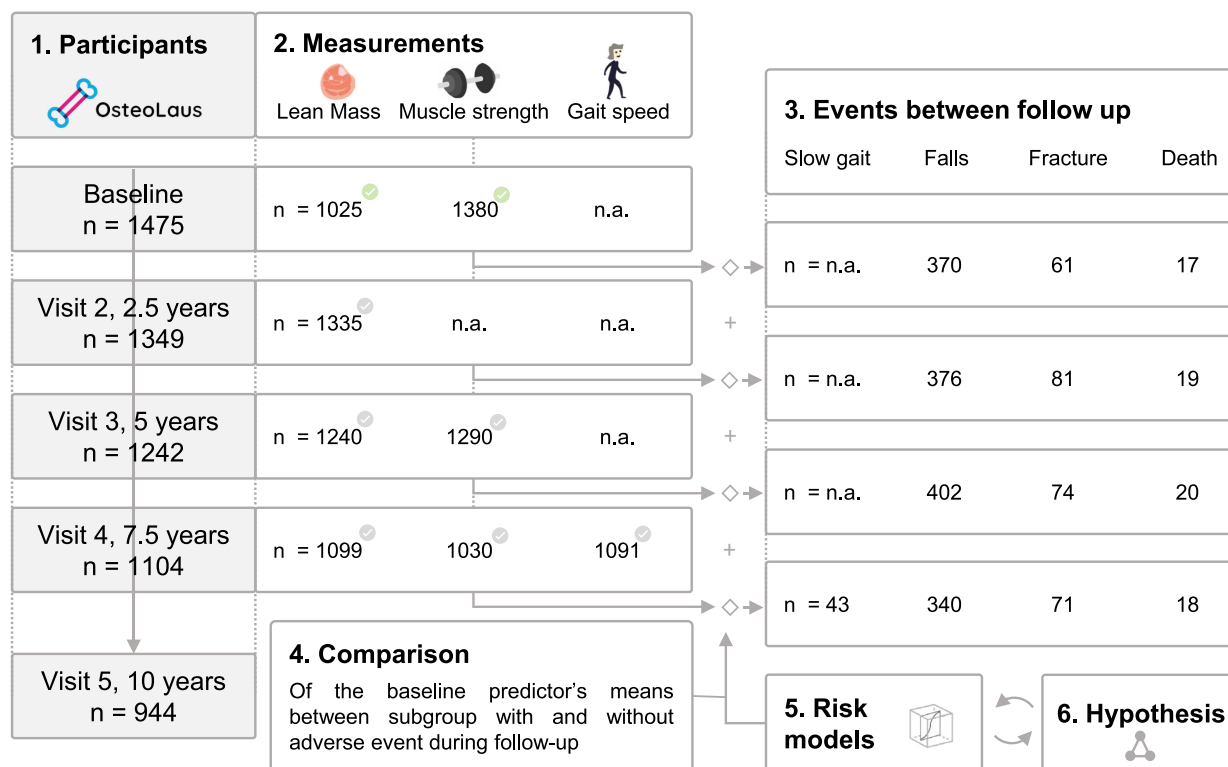 1. Participants
OsteoLaus
2. Measurements
Lean Mass Muscle strength Gait speed
3. Events between follow up
Slow gait Falls Fracture Death
Baseline
n = 1475
n = 1025 1380 n.a.
n = n.a. 370 61 17
Visit 2, 2.5 years
n = 1349
n = 1335 n.a. n.a.
+
n = n.a. 376 81 19
Visit 3, 5 years
n = 1242
n = 1240 1290 n.a.
+
n = n.a. 402 74 20
Visit 4, 7.5 years
n = 1104
n = 1099 1030 1091
+
n = 43 340 71 18
Visit 5, 10 years
n = 944
4. Comparison
Of the baseline predictor's means
between subgroup with and without
adverse event during follow-up
5. Risk
models
6. Hypothesis